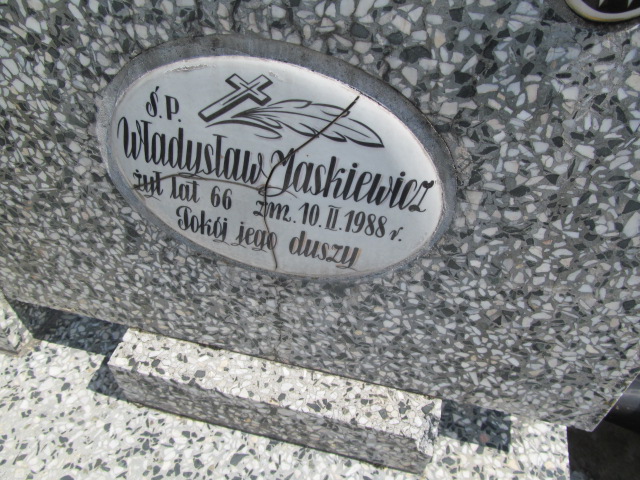 Ś.P.
Władysław Jaskiewicz
żył lat 66 zm. 10.II.1988 r.
Pokój jego duszy